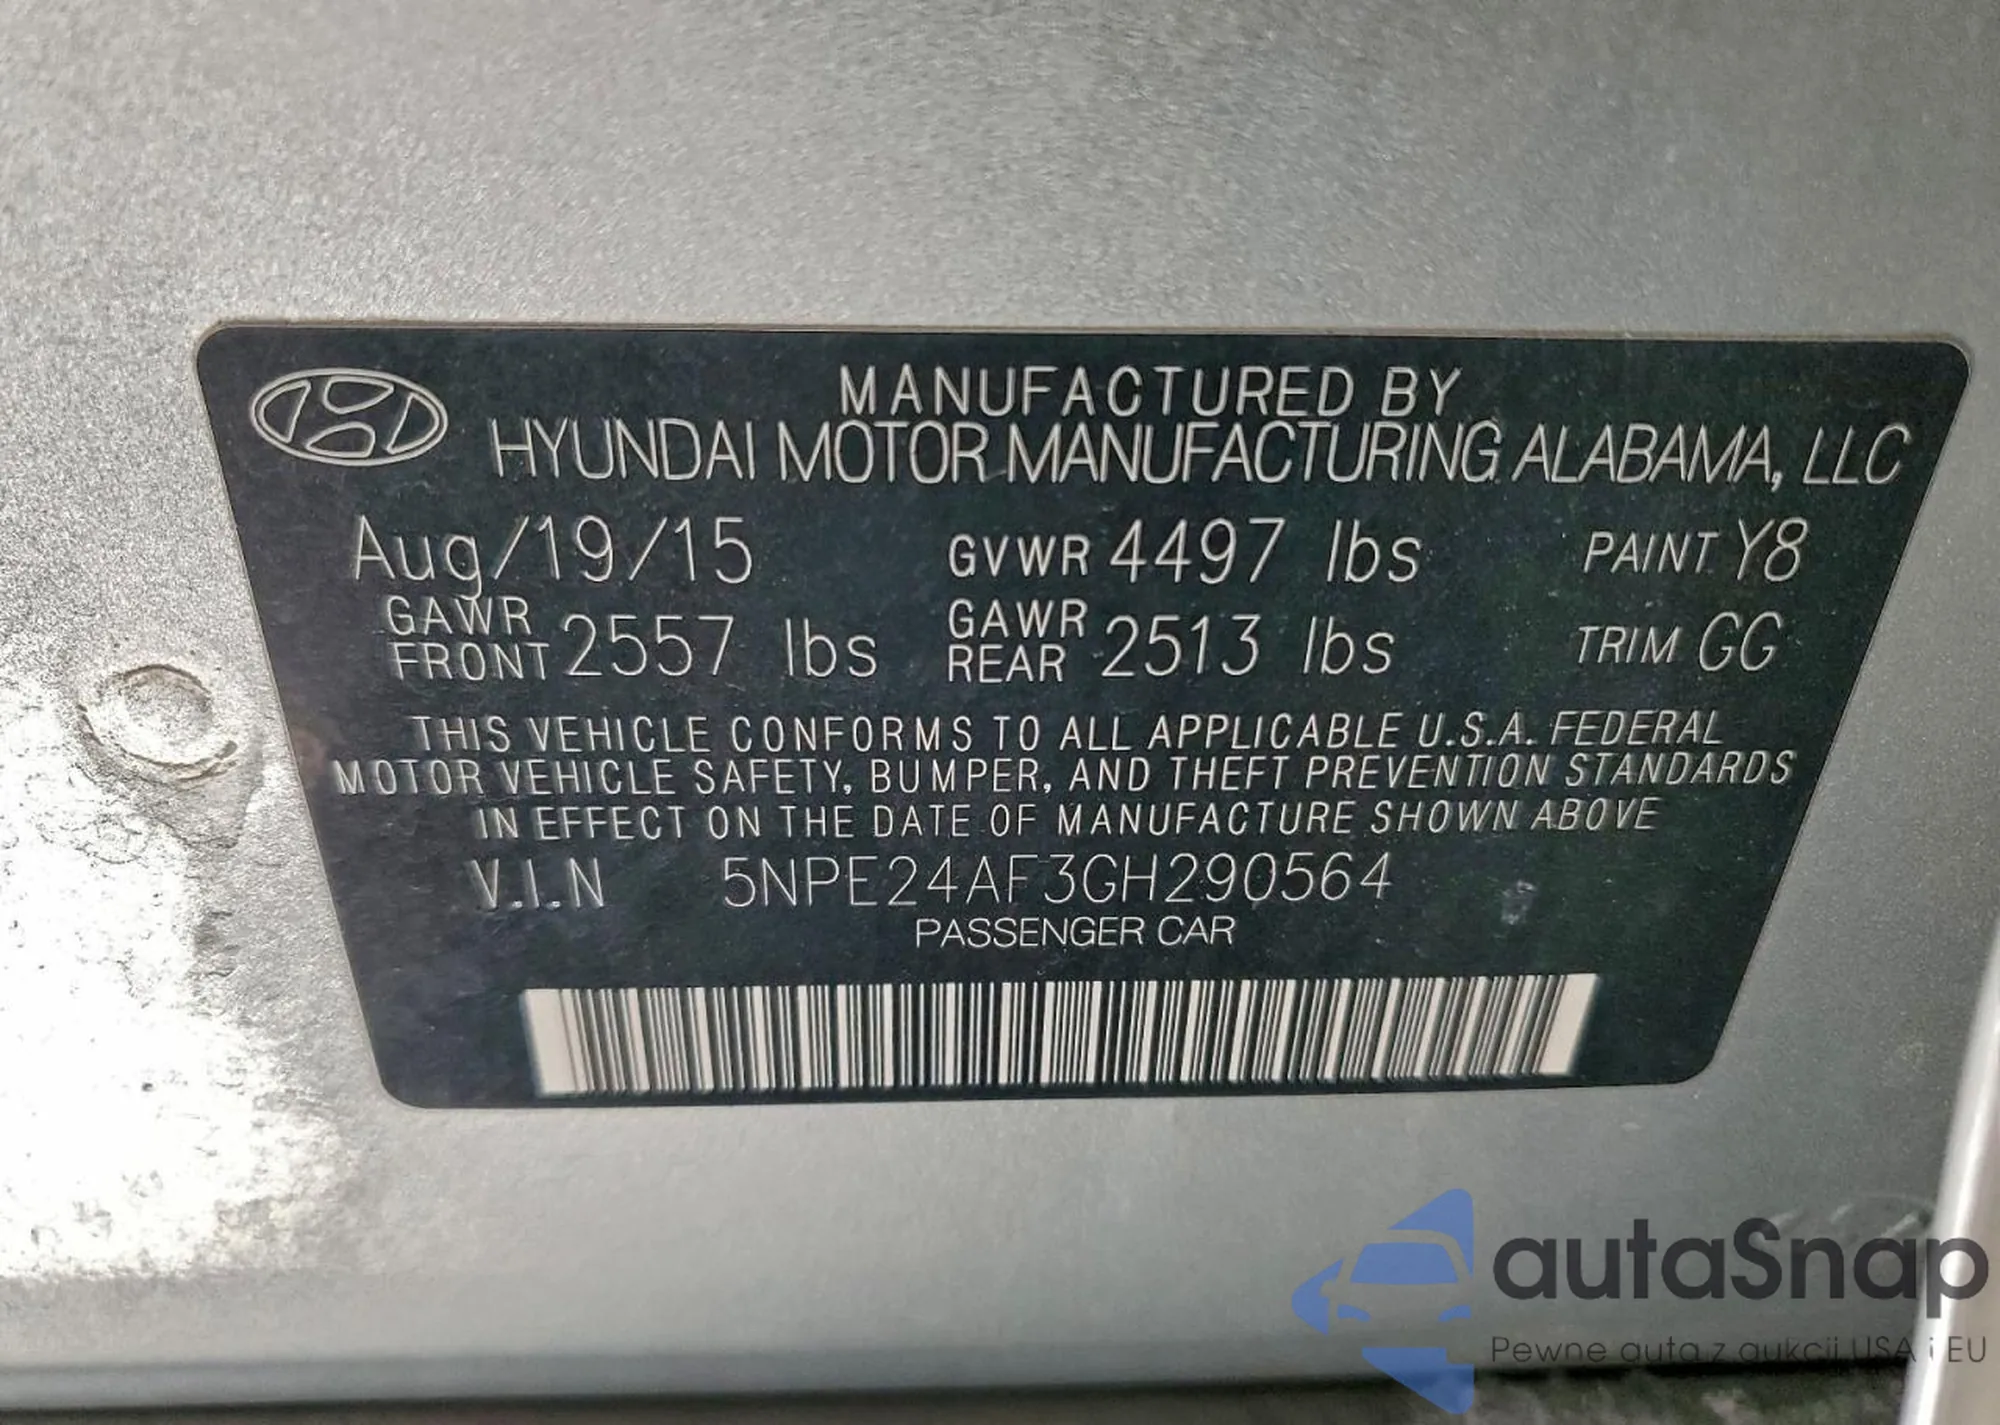 MANUFACTURED BY
HYUNDAI MOTOR MANUFACTURING ALABAMA, LLC
Aug/19/15 GVWR 4497 lbs PAINT Y8
GAWR FRONT 2557 lbs GAWR REAR 2513 lbs TRIM GG
THIS VEHICLE CONFORMS TO ALL APPLICABLE U.S.A. FEDERAL
MOTOR VEHICLE SAFETY, BUMPER, AND THEFT PREVENTION STANDARDS
IN EFFECT ON THE DATE OF MANUFACTURE SHOWN ABOVE
V.I.N 5NPE24AF3GH290564
PASSENGER CAR
autaSnap
Pewne auta z aukcji USA i EU